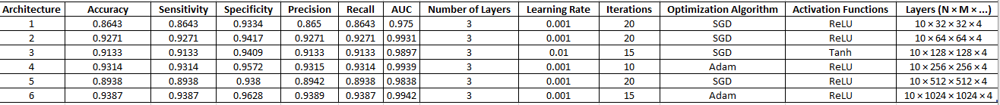 Architecture Accuracy Sensitivity Specificity Precision Recall AUC Number of Layers Learning Rate Iterations Optimization Algorithm Activation Functions Layers (N × M × ...)
1 0.8643 0.8643 0.9334 0.865 0.8643 0.975 3 0.001 20 SGD ReLU 10 × 32 × 32 × 4
2 0.9271 0.9271 0.9417 0.9271 0.9271 0.9931 3 0.001 20 SGD ReLU 10 × 64 × 64 × 4
3 0.9133 0.9133 0.9409 0.9133 0.9133 0.9897 3 0.01 15 SGD Tanh 10 × 128 × 128 × 4
4 0.9314 0.9314 0.9572 0.9315 0.9314 0.9939 3 0.001 10 Adam ReLU 10 × 256 × 256 × 4
5 0.8938 0.8938 0.938 0.8942 0.8938 0.9838 3 0.001 20 SGD ReLU 10 × 512 × 512 × 4
6 0.9387 0.9387 0.9628 0.9389 0.9387 0.9942 3 0.001 15 Adam ReLU 10 × 1024 × 1024 × 4